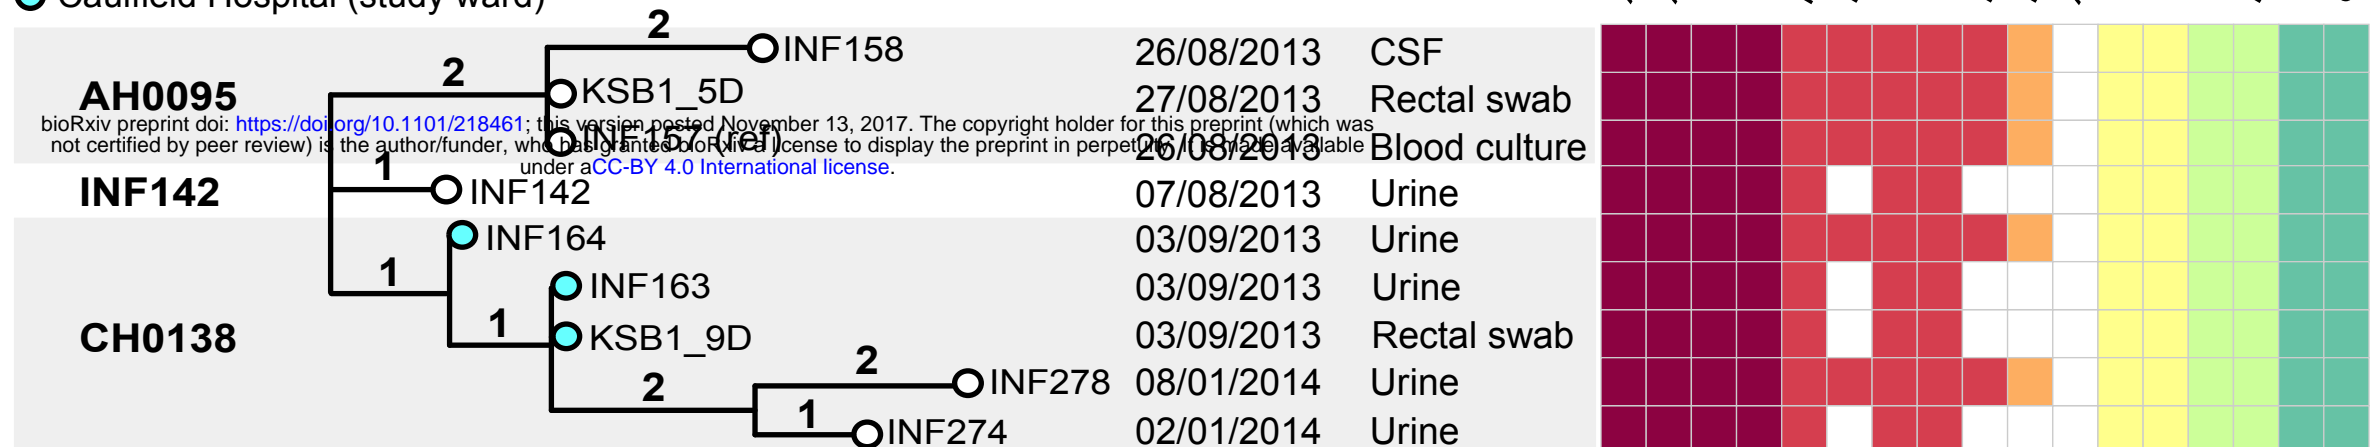 Caulfield Hospital (study ward)
2 INF158 26/08/2013 CSF
2
AH0095 KSB1_5D 27/08/2013 Rectal swab
bioRxiv preprint doi: https://doi.org/10.1101/218461; this version posted November 13, 2017. The copyright holder for this preprint (which was
INF157 (ref) 26/08/2013 Blood culture
not certified by peer review) is the author/funder, who has granted bioRxiv a license to display the preprint in perpetuity. It is made available
under aCC-BY 4.0 International license.
1
INF142 INF142 07/08/2013 Urine
INF164 03/09/2013 Urine
1
INF163 03/09/2013 Urine
1
CH0138 KSB1_9D 03/09/2013 Rectal swab
2 INF278 08/01/2014 Urine
2
1 INF274 02/01/2014 Urine